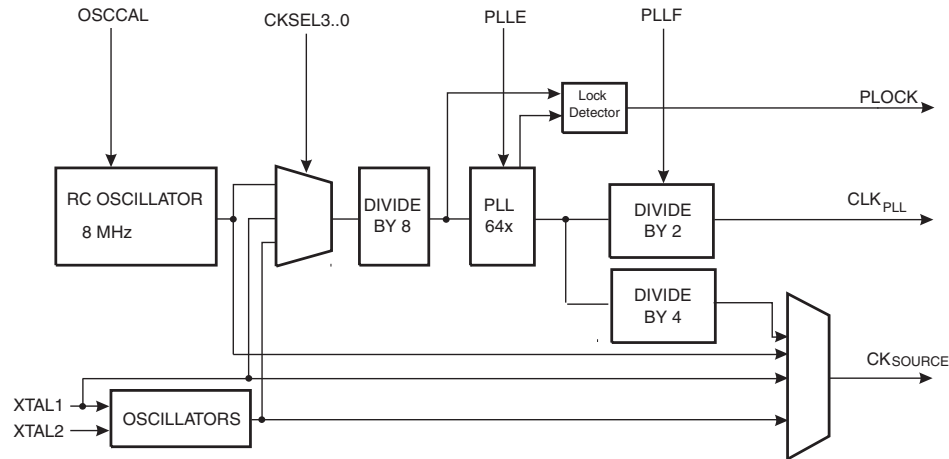 OSCCAL
CKSEL3..0
PLLE
PLLF
Lock
Detector
PLOCK
RC OSCILLATOR
8 MHz
DIVIDE
BY 8
PLL
64x
DIVIDE
BY 2
CLKPLL
DIVIDE
BY 4
CKSOURCE
XTAL1
XTAL2
OSCILLATORS